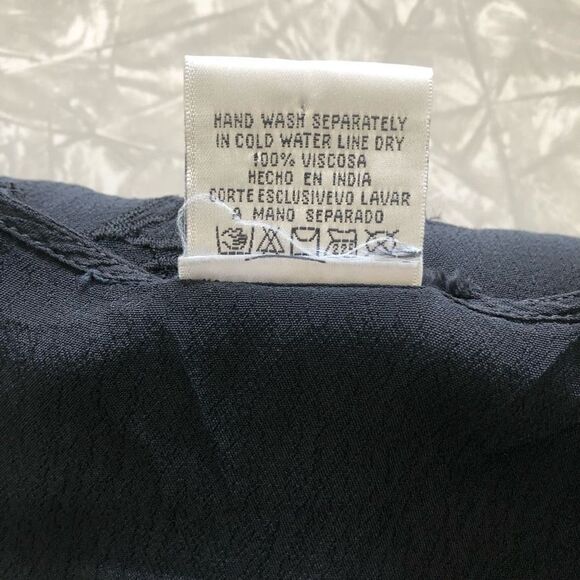 HAND WASH SEPARATELY
IN COLD WATER LINE DRY
100% VISCOSA
HECHO EN INDIA
CORTE ESCLUSIVEVO LAVAR
A MANO SEPARADO